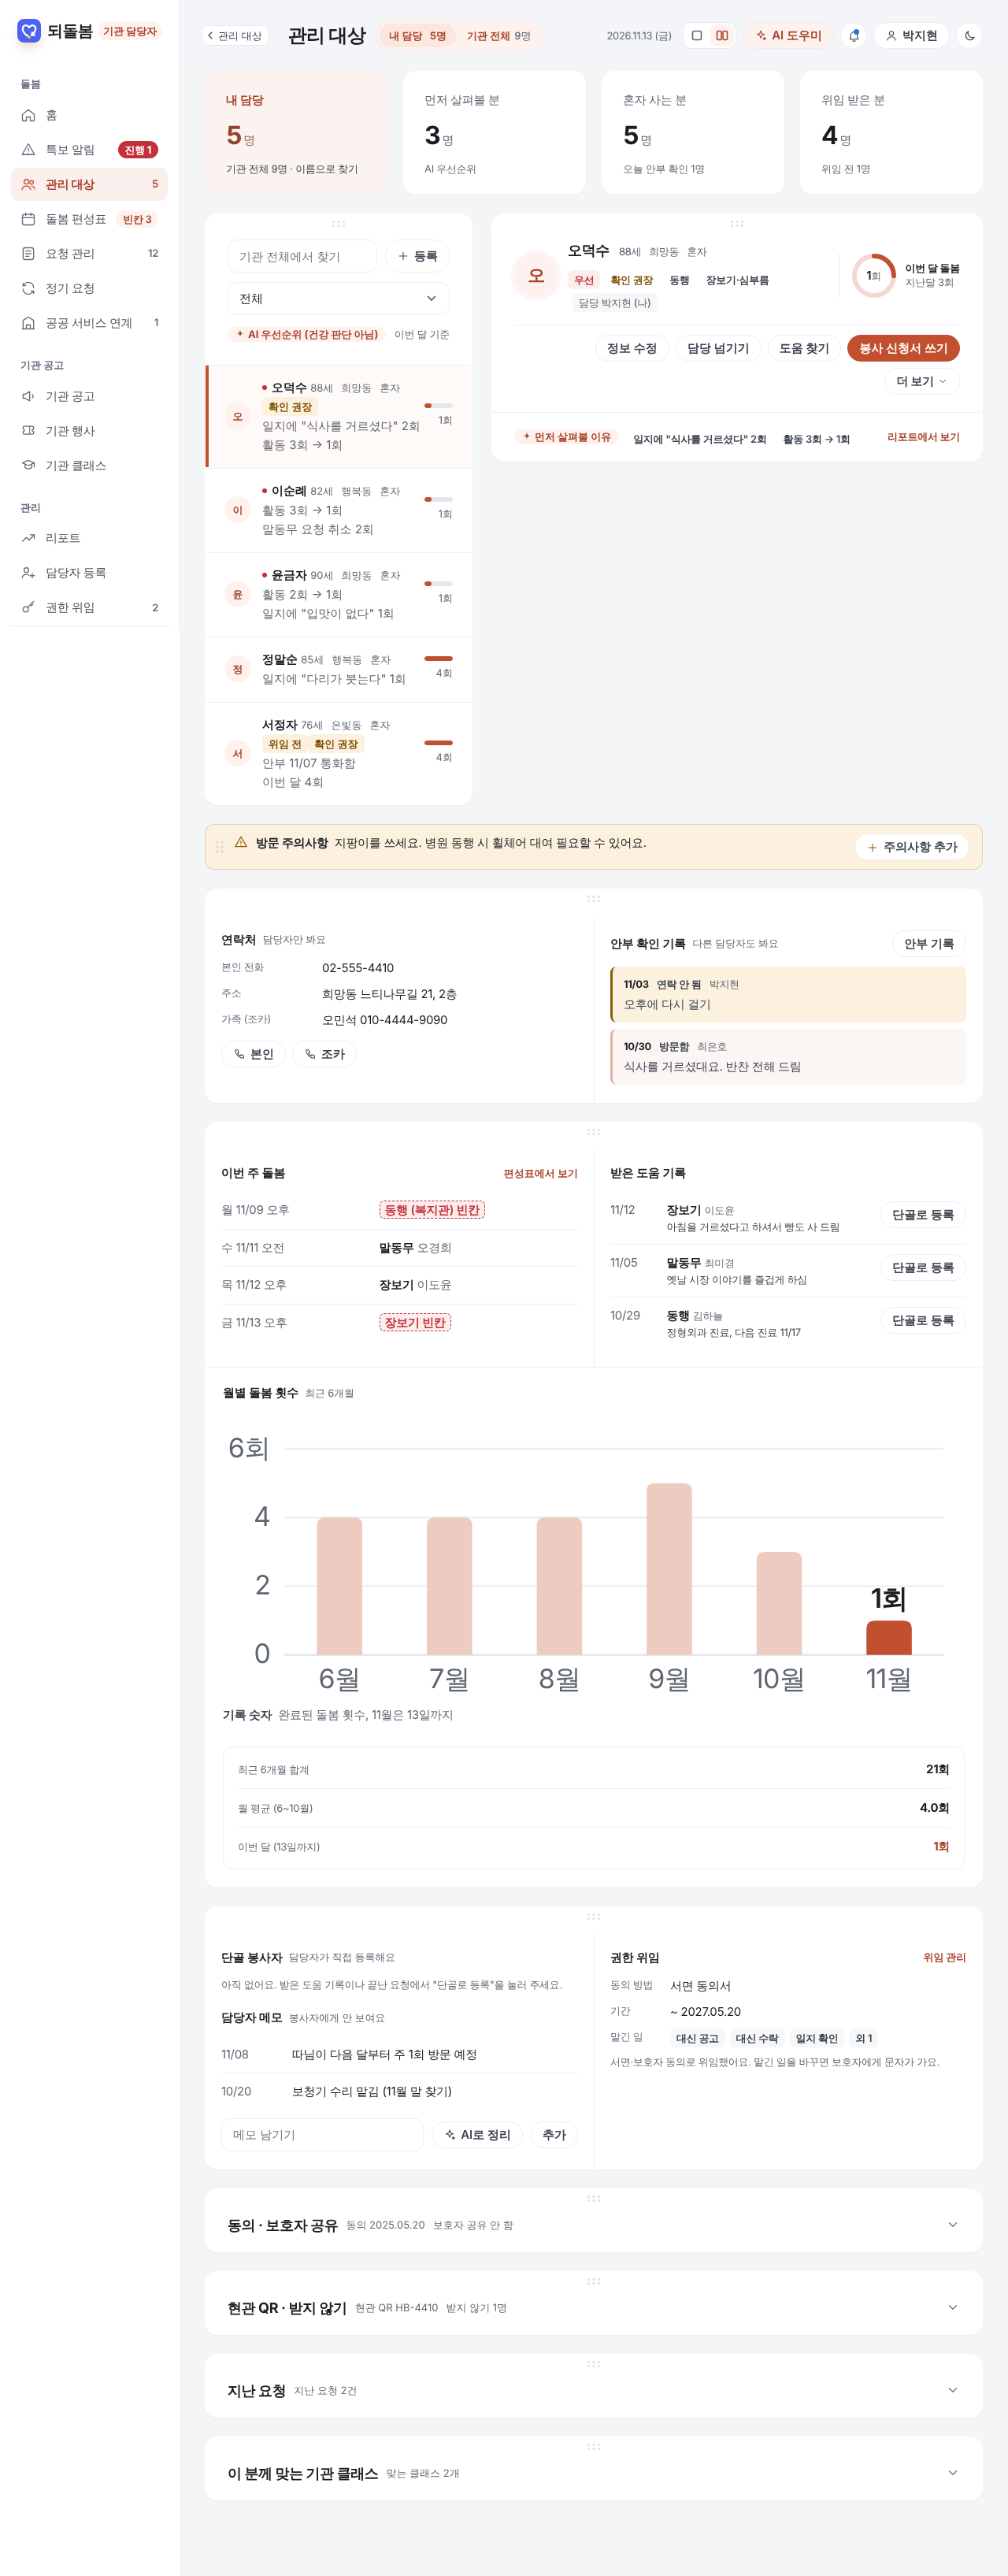 되돌봄 기관 담당자
돌봄
홈
특보 알림 진행 1
관리 대상 5
돌봄 편성표 빈칸 3
요청 관리 12
정기 요청
공공 서비스 연계 1
기관 공고
기관 공고
기관 행사
기관 클래스
관리
리포트
담당자 등록
권한 위임 2
관리 대상
관리 대상
내 담당 5명 기관 전체 9명
2026.11.13 (금)
AI 도우미
박지현
내 담당
5명
기관 전체 9명 · 이름으로 찾기
먼저 살펴볼 분
3명
AI 우선순위
혼자 사는 분
5명
오늘 안부 확인 1명
위임 받은 분
4명
위임 전 1명
기관 전체에서 찾기
등록
전체
AI 우선순위 (건강 판단 아님) 이번 달 기준
오 오덕수 88세 희망동 혼자
확인 권장
일지에 "식사를 거르셨다" 2회
활동 3회 → 1회
1회
이 이순례 82세 행복동 혼자
활동 3회 → 1회
말동무 요청 취소 2회
1회
윤 윤금자 90세 희망동 혼자
활동 2회 → 1회
일지에 "입맛이 없다" 1회
1회
정 정말순 85세 행복동 혼자
일지에 "다리가 붓는다" 1회
4회
서 서정자 76세 은빛동 혼자
위임 전 확인 권장
안부 11/07 통화함
이번 달 4회
4회
오
오덕수 88세 희망동 혼자
우선 확인 권장 동행 장보기·심부름
담당 박지현 (나)
1회
이번 달 돌봄
지난달 3회
정보 수정 담당 넘기기 도움 찾기 봉사 신청서 쓰기
더 보기
먼저 살펴볼 이유 일지에 "식사를 거르셨다" 2회 활동 3회 → 1회 리포트에서 보기
방문 주의사항 지팡이를 쓰세요. 병원 동행 시 휠체어 대여 필요할 수 있어요.
주의사항 추가
연락처 담당자만 봐요
본인 전화 02-555-4410
주소 희망동 느티나무길 21, 2층
가족 (조카) 오민석 010-4444-9090
본인 조카
안부 확인 기록 다른 담당자도 봐요
안부 기록
11/03 연락 안 됨 박지현
오후에 다시 걸기
10/30 방문함 최은호
식사를 거르셨대요. 반찬 전해 드림
이번 주 돌봄 편성표에서 보기
월 11/09 오후 동행 (복지관) 빈칸
수 11/11 오전 말동무 오경희
목 11/12 오후 장보기 이도윤
금 11/13 오후 장보기 빈칸
받은 도움 기록
11/12 장보기 이도윤
아침을 거르셨다고 하셔서 빵도 사 드림
단골로 등록
11/05 말동무 최미경
옛날 시장 이야기를 즐겁게 하심
단골로 등록
10/29 동행 김하늘
정형외과 진료, 다음 진료 11/17
단골로 등록
월별 돌봄 횟수 최근 6개월
6회
4
2
0
1회
6월 7월 8월 9월 10월 11월
기록 숫자 완료된 돌봄 횟수, 11월은 13일까지
최근 6개월 합계 21회
월 평균 (6~10월) 4.0회
이번 달 (13일까지) 1회
단골 봉사자 담당자가 직접 등록해요
아직 없어요. 받은 도움 기록이나 끝난 요청에서 "단골로 등록"을 눌러 주세요.
담당자 메모 봉사자에게 안 보여요
11/08 따님이 다음 달부터 주 1회 방문 예정
10/20 보청기 수리 맡김 (11월 말 찾기)
메모 남기기
AI로 정리
추가
권한 위임 위임 관리
동의 방법 서면 동의서
기간 ~ 2027.05.20
맡긴 일 대신 공고 대신 수락 일지 확인 외 1
서면·보호자 동의로 위임했어요. 맡긴 일을 바꾸면 보호자에게 문자가 가요.
동의 · 보호자 공유 동의 2025.05.20 보호자 공유 안 함
현관 QR · 받지 않기 현관 QR HB-4410 받지 않기 1명
지난 요청 지난 요청 2건
이 분께 맞는 기관 클래스 맞는 클래스 2개